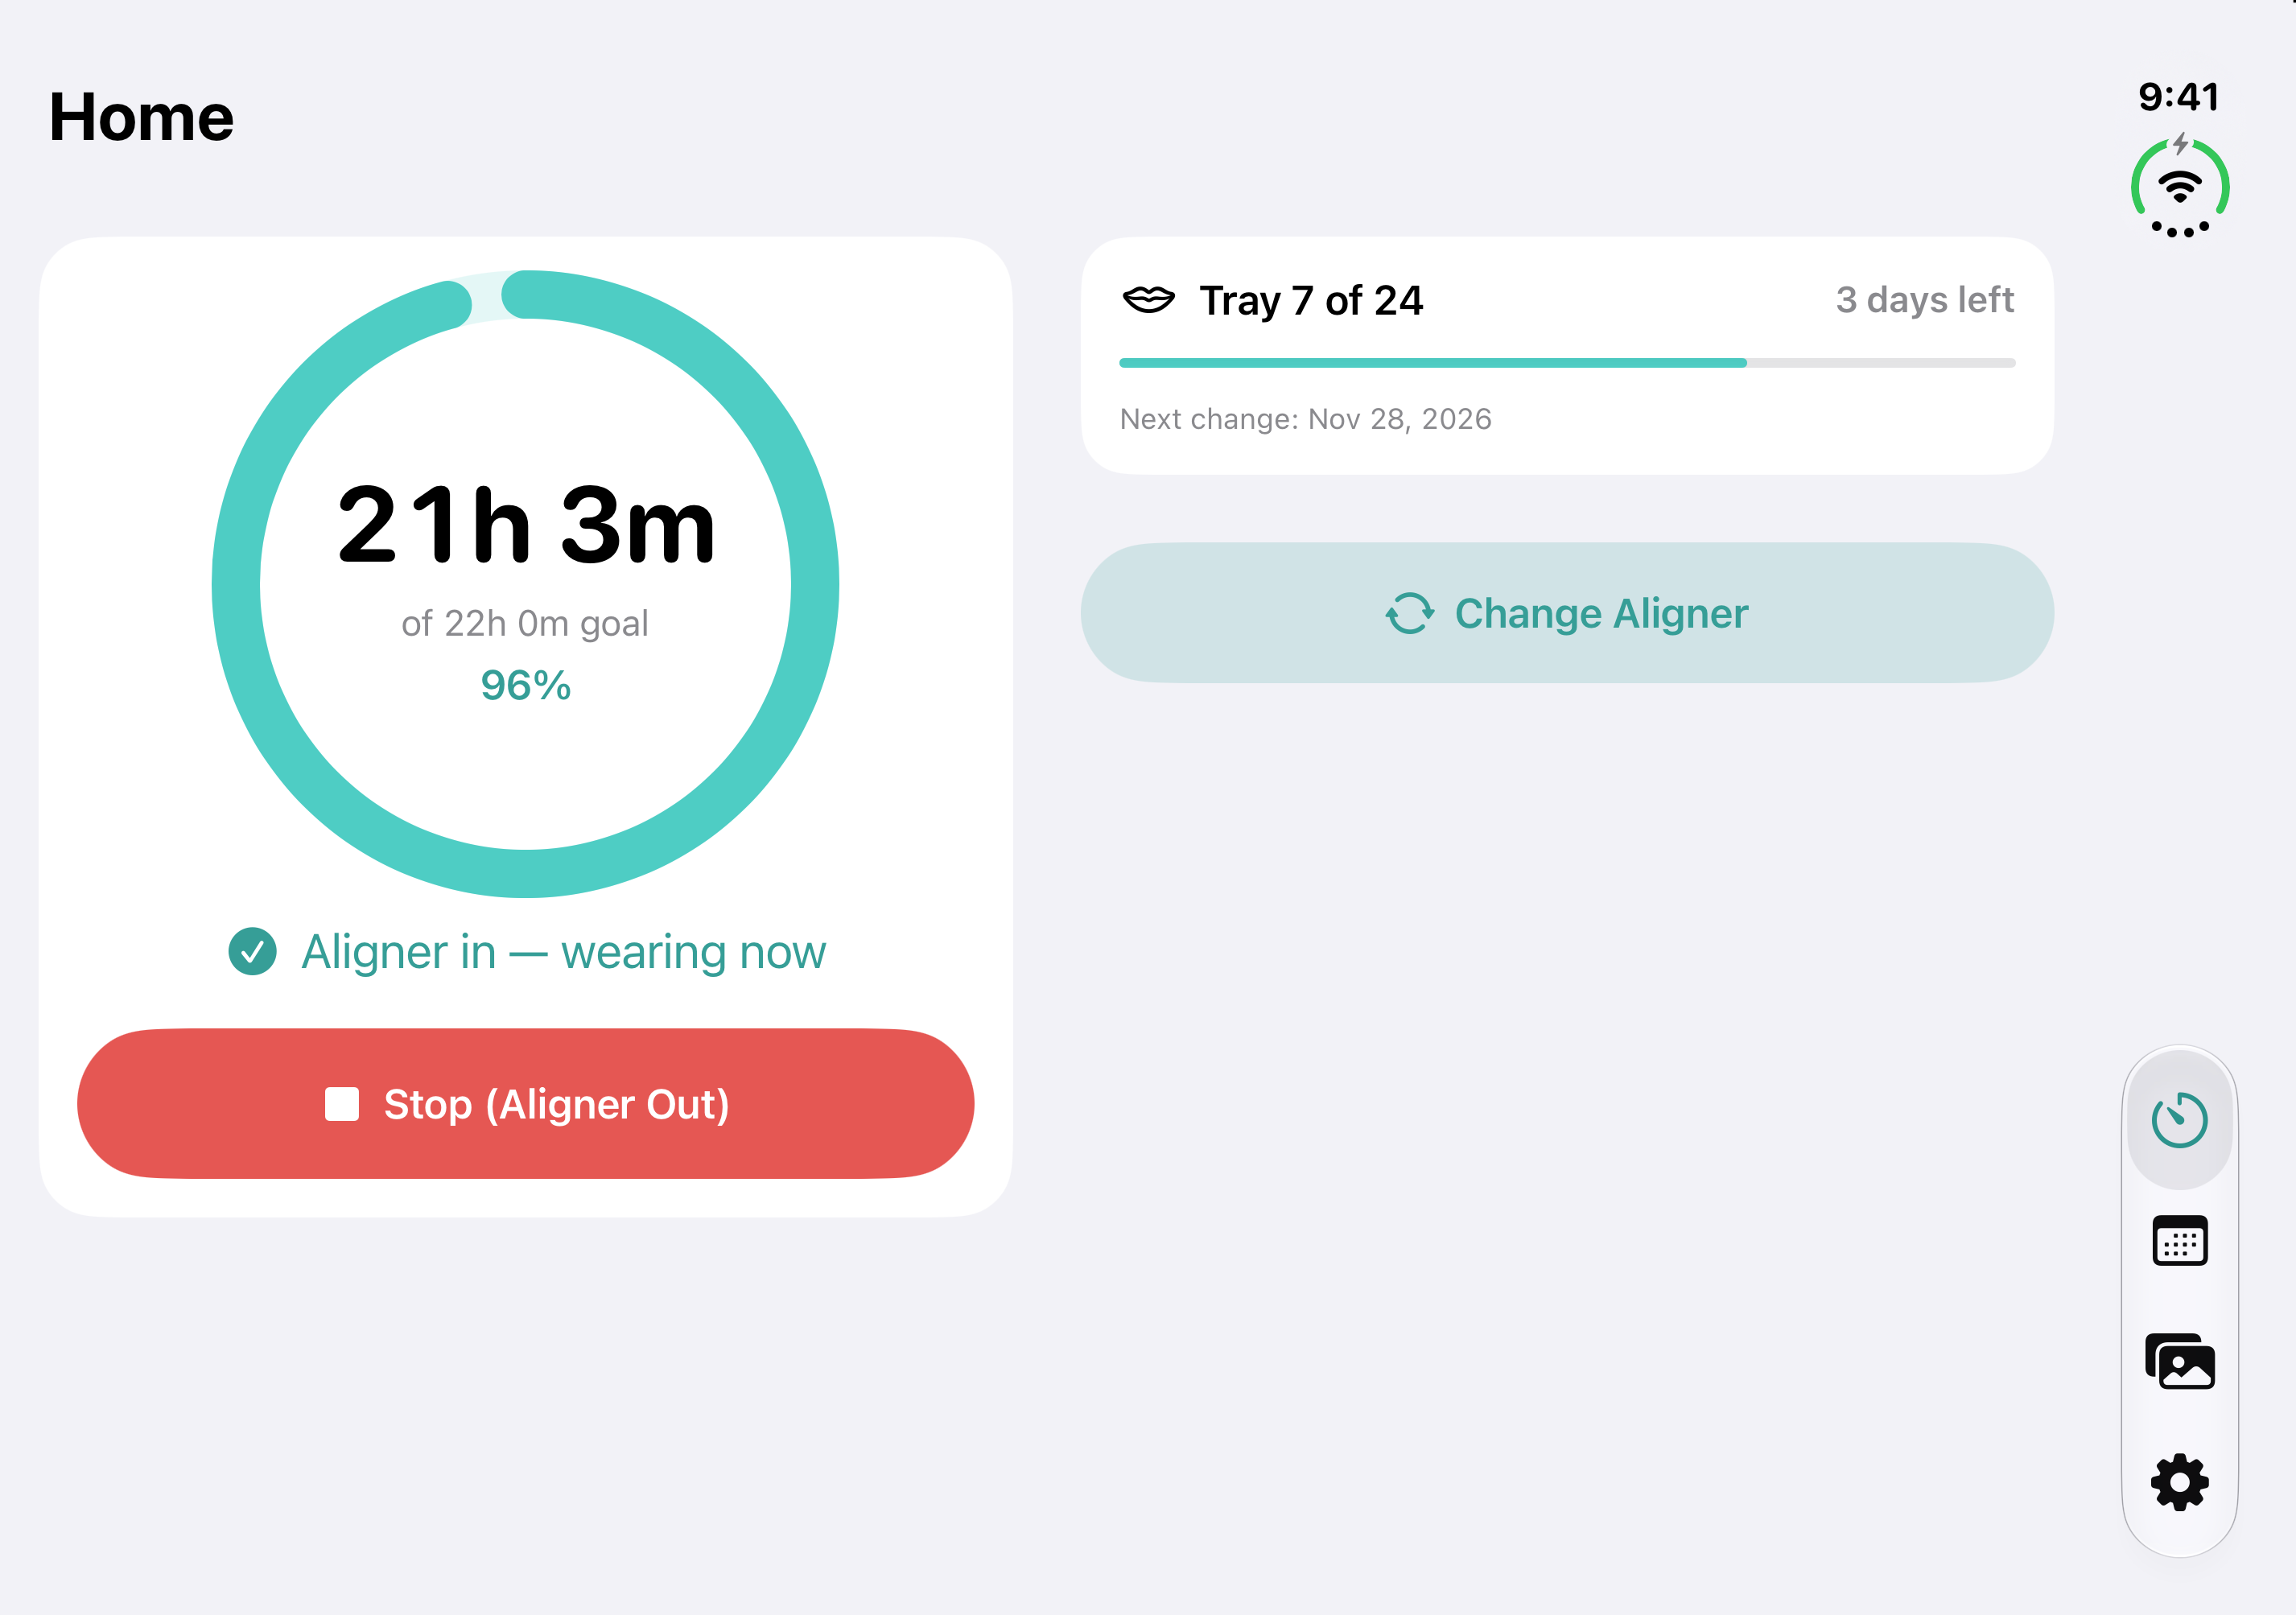 Home
9:41
21h 3m
of 22h 0m goal
96%
Aligner in — wearing now
Stop (Aligner Out)
Tray 7 of 24
3 days left
Next change: Nov 28, 2026
Change Aligner